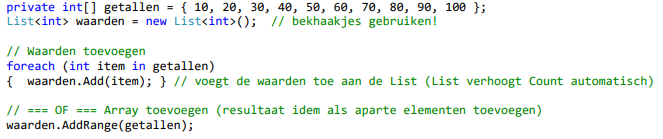 private int[] getallen = { 10, 20, 30, 40, 50, 60, 70, 80, 90, 100 };
List<int> waarden = new List<int>();  // bekhaakjes gebruiken!
// Waarden toevoegen
foreach (int item in getallen)
{  waarden.Add(item); } // voegt de waarden toe aan de List (List verhoogt Count automatisch)
// === OF === Array toevoegen (resultaat idem als aparte elementen toevoegen)
waarden.AddRange(getallen);